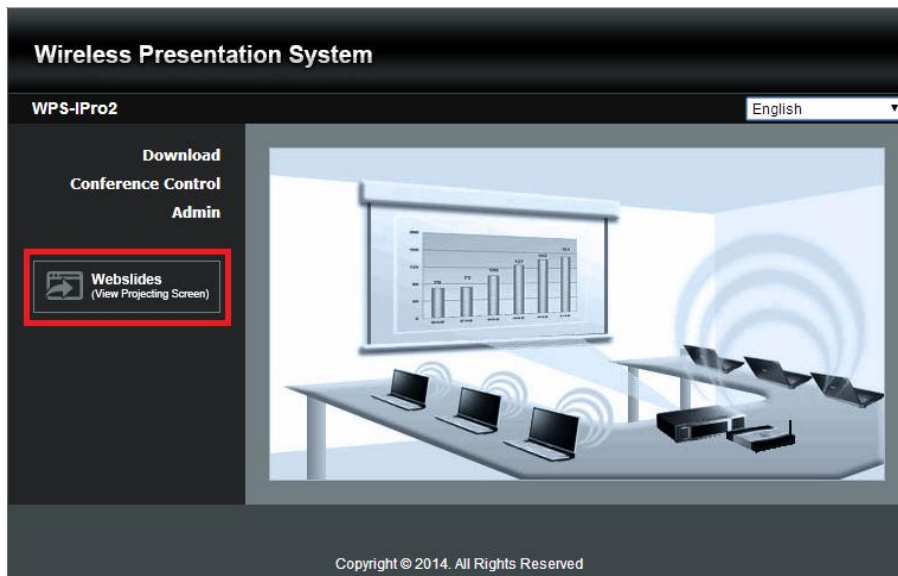 Wireless Presentation System
WPS-IPro2
English
Download
Conference Control
Admin
Webslides
(View Projecting Screen)
Copyright © 2014. All Rights Reserved